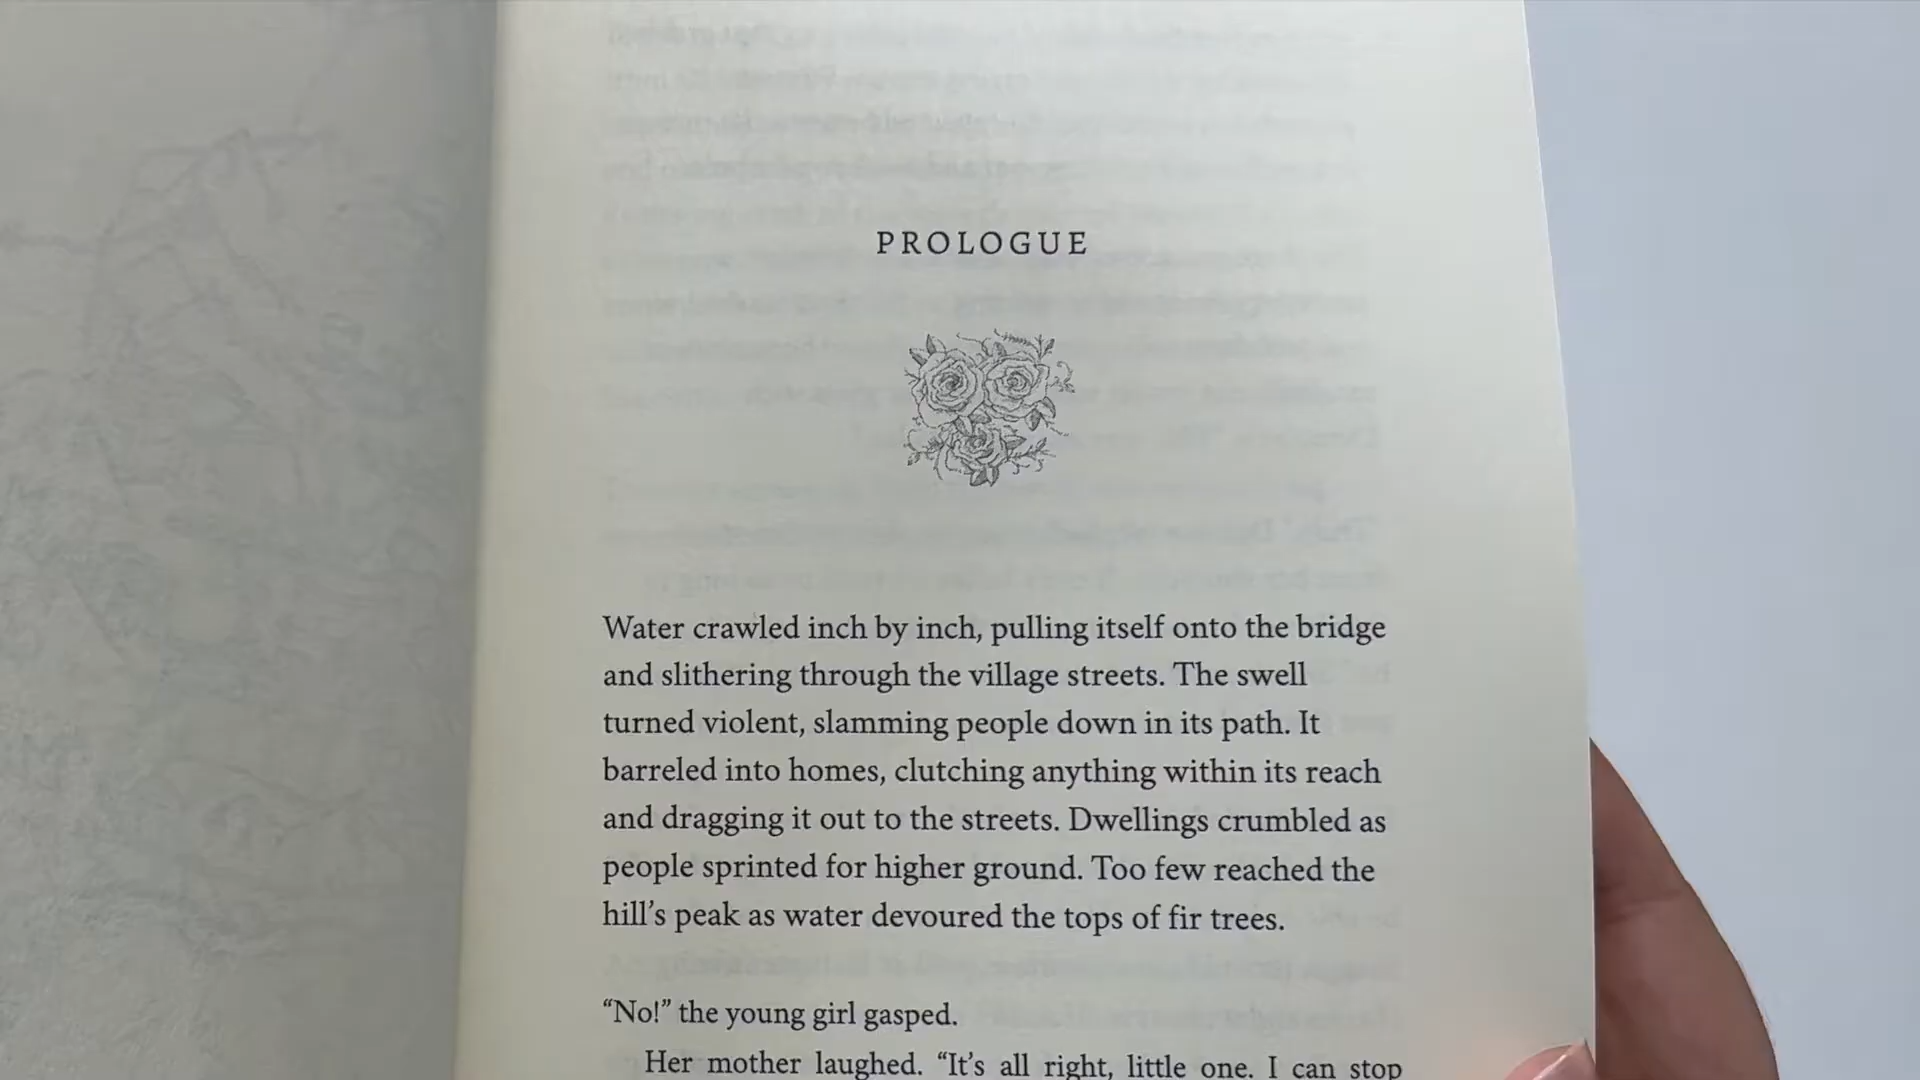 PROLOGUE
Water crawled inch by inch, pulling itself onto the bridge
and slithering through the village streets. The swell
turned violent, slamming people down in its path. It
barreled into homes, clutching anything within its reach
and dragging it out to the streets. Dwellings crumbled as
people sprinted for higher ground. Too few reached the
hill’s peak as water devoured the tops of fir trees.
“No!” the young girl gasped.
Her mother laughed. “It’s all right, little one. I can stop